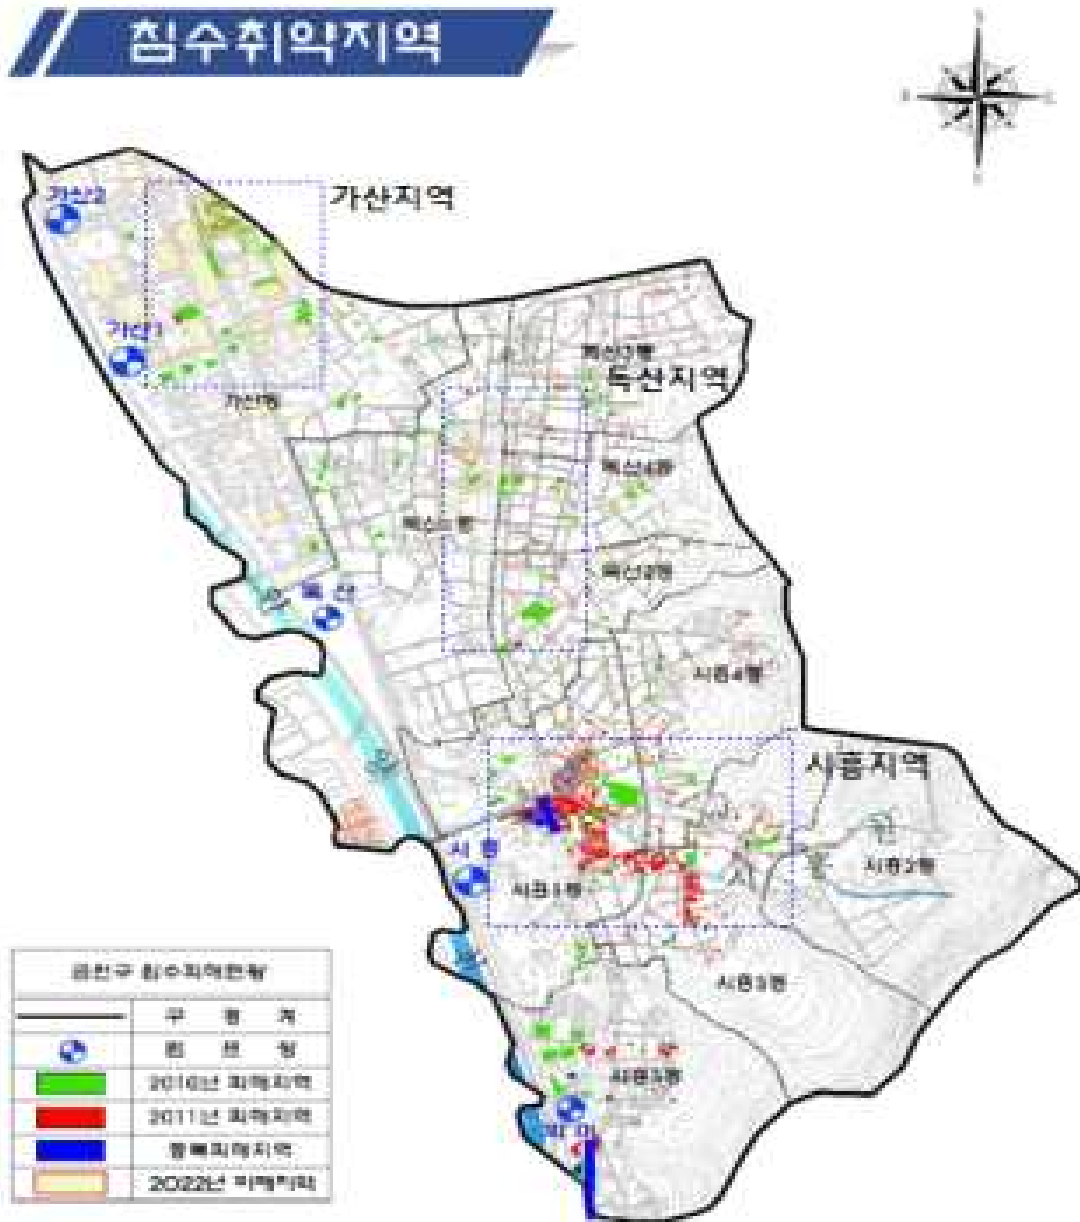 침수취약지역
가산지역
가산2
가산1
가산동
독산3동
독산지역
독산4동
독산1동
독산2동
독산
시흥4동
시흥지역
시흥
시흥1동
시흥2동
시흥5동
시흥3동
금천구 침수피해현황
구 경 계
펌 프 장
2010년 피해지역
2011년 피해지역
중복피해지역
2022년 피해지역